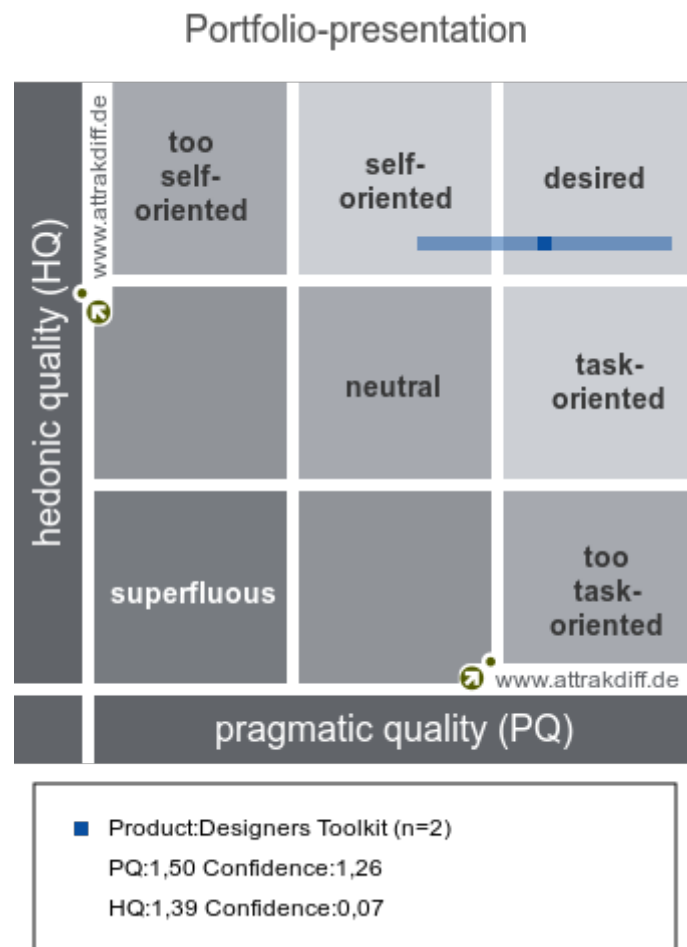 Portfolio-presentation
hedonic quality (HQ)
www.attrakdiff.de
too
self-
oriented
self-
oriented
desired
neutral
task-
oriented
superfluous
too
task-
oriented
www.attrakdiff.de
pragmatic quality (PQ)
Product:Designers Toolkit (n=2)
PQ:1,50 Confidence:1,26
HQ:1,39 Confidence:0,07